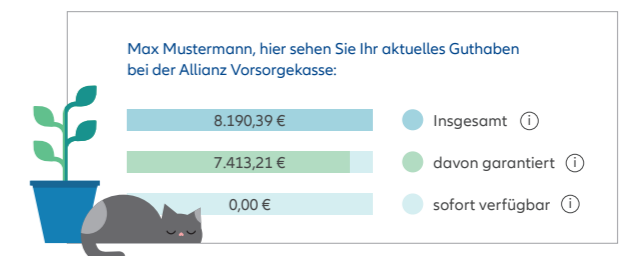 Max Mustermann, hier sehen Sie Ihr aktuelles Guthaben
bei der Allianz Vorsorgekasse:
8.190,39 € Insgesamt i
7.413,21 € davon garantiert i
0,00 € sofort verfügbar i